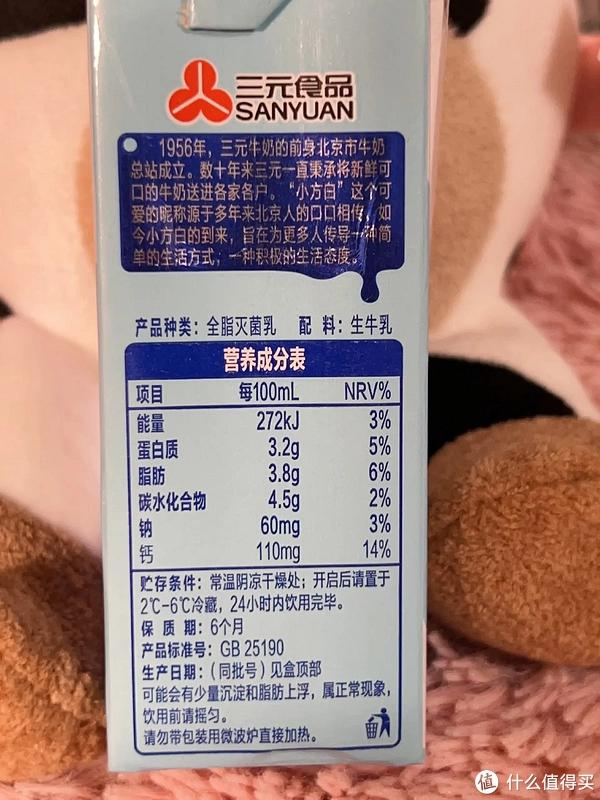 三元食品
SANYUAN
1956年，三元牛奶的前身北京市牛奶
总站成立。数十年来三元一直秉承将新鲜可
口的牛奶送进各家各户。“小方白”这个可
爱的昵称源于多年来北京人的口口相传，如
今小方白的到来，旨在为更多人传导一种简
单的生活方式，一种积极的生活态度。
产品种类：全脂灭菌乳 配 料：生牛乳
营养成分表
项目 每100mL NRV%
能量 272kJ 3%
蛋白质 3.2g 5%
脂肪 3.8g 6%
碳水化合物 4.5g 2%
钠 60mg 3%
钙 110mg 14%
贮存条件：常温阴凉干燥处；开启后请置于
2℃-6℃冷藏，24小时内饮用完毕。
保 质 期：6个月
产品标准号：GB 25190
生产日期：（同批号）见盒顶部
可能会有少量沉淀和脂肪上浮，属正常现象，
饮用前请摇匀。
请勿带包装用微波炉直接加热。
值 什么值得买